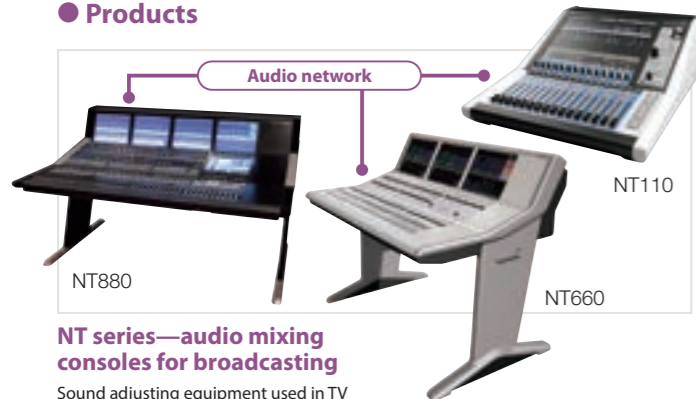 ● Products
Audio network
NT110
NT880
NT660
NT series—audio mixing
consoles for broadcasting
Sound adjusting equipment used in TV